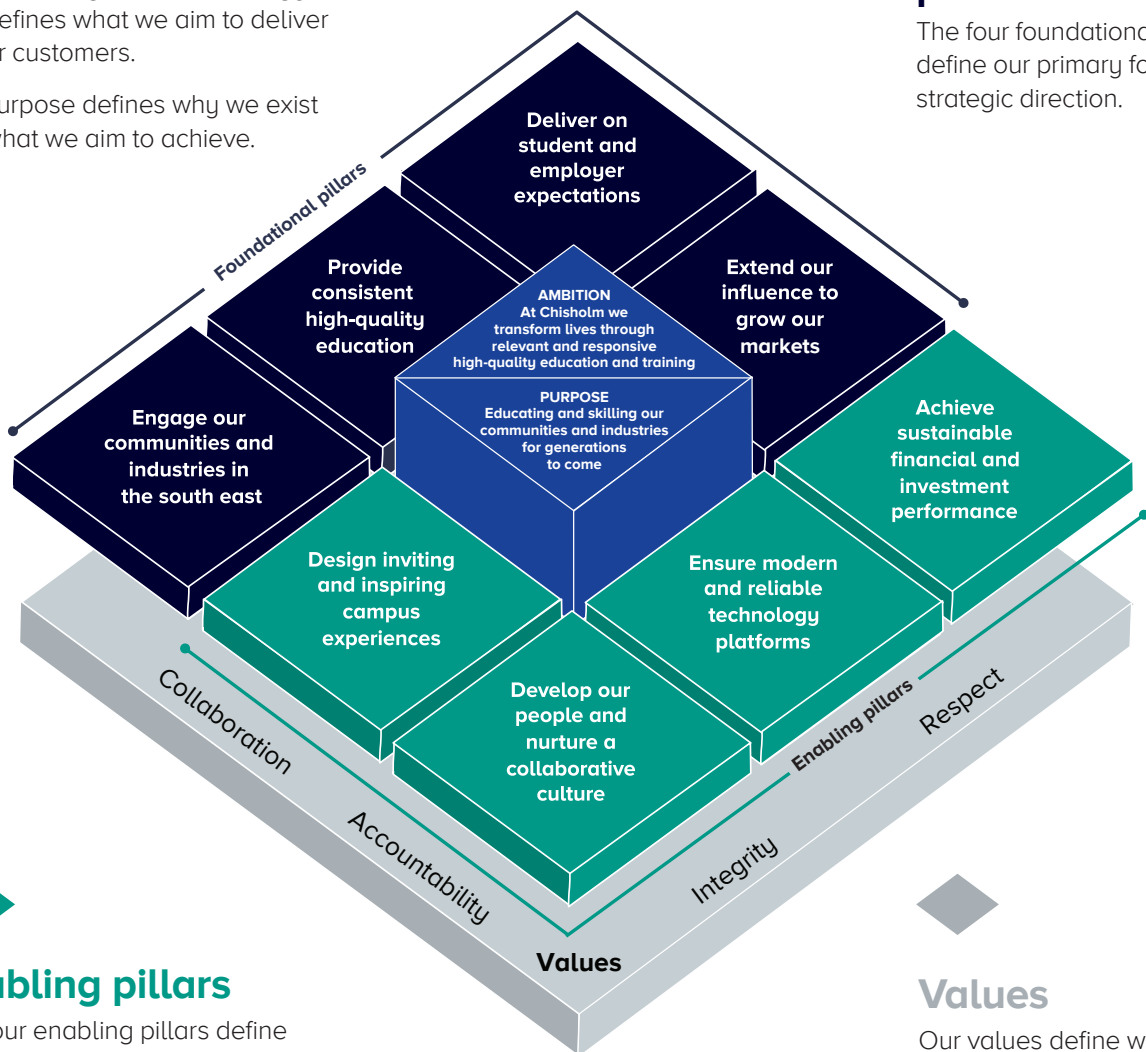 efines what we aim to deliver
r customers.
urpose defines why we exist
what we aim to achieve.
The four foundational
define our primary fo
strategic direction.
Foundational pillars
Deliver on
student and
employer
expectations
Provide
consistent
high-quality
education
Extend our
influence to
grow our
markets
Engage our
communities and
industries in
the south east
AMBITION
At Chisholm we
transform lives through
relevant and responsive
high-quality education and training
PURPOSE
Educating and skilling our
communities and industries
for generations
to come
Achieve
sustainable
financial and
investment
performance
Design inviting
and inspiring
campus
experiences
Ensure modern
and reliable
technology
platforms
Develop our
people and
nurture a
collaborative
culture
Enabling pillars
Collaboration
Accountability
Integrity
Respect
Values
abling pillars
our enabling pillars define
Values
Our values define w